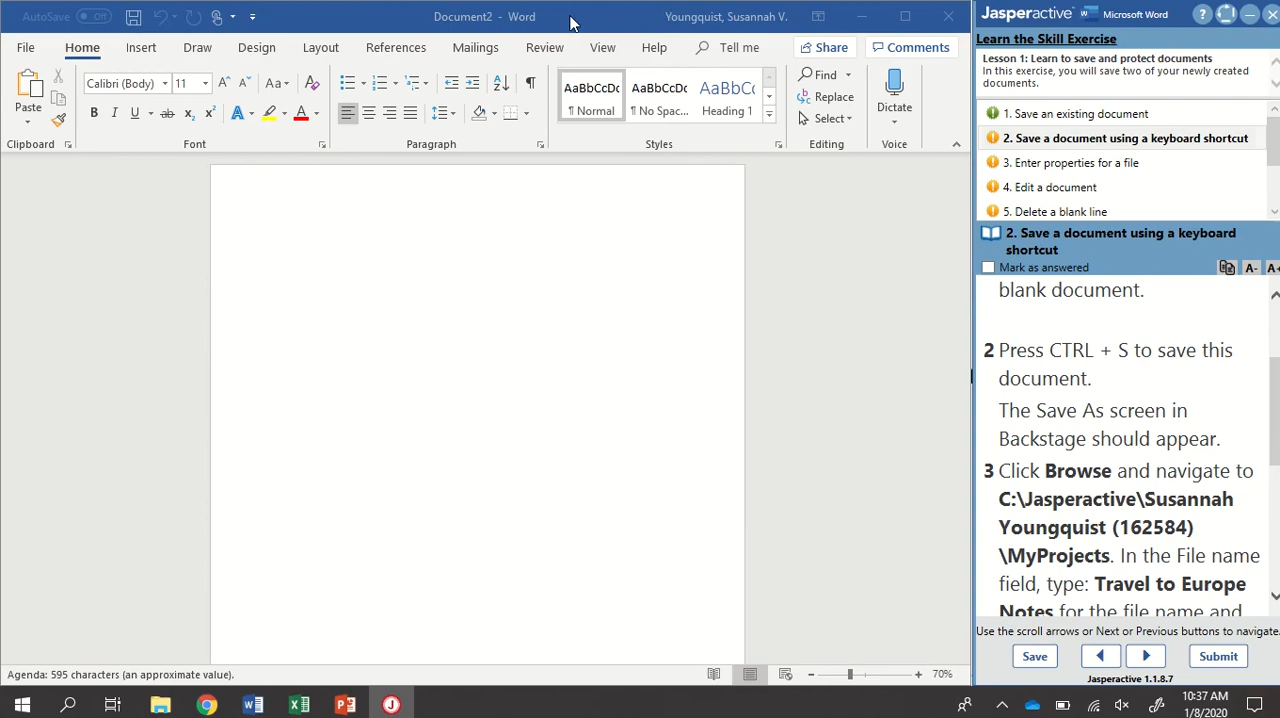 AutoSave Off
Document2 - Word
Youngquist, Susannah V.
File Home Insert Draw Design Layout References Mailings Review View Help Tell me Share Comments
Paste
Clipboard
Calibri (Body) 11
Aa
B I U ab x2 x2 A A
Font
Paragraph
AaBbCcDc AaBbCcDc AaBbCc
¶ Normal ¶ No Spac... Heading 1
Styles
Find
Replace
Select
Editing
Dictate
Voice
Agenda: 595 characters (an approximate value).
70%
Jasperactive Microsoft Word
Learn the Skill Exercise
Lesson 1: Learn to save and protect documents
In this exercise, you will save two of your newly created
documents.
1. Save an existing document
2. Save a document using a keyboard shortcut
3. Enter properties for a file
4. Edit a document
5. Delete a blank line
2. Save a document using a keyboard
shortcut
Mark as answered
A- A+
blank document.
2 Press CTRL + S to save this
document.
The Save As screen in
Backstage should appear.
3 Click Browse and navigate to
C:\Jasperactive\Susannah
Youngquist (162584)
\MyProjects. In the File name
field, type: Travel to Europe
Notes for the file name and
Use the scroll arrows or Next or Previous buttons to navigate.
Save
Submit
Jasperactive 1.1.8.7
10:37 AM
1/8/2020